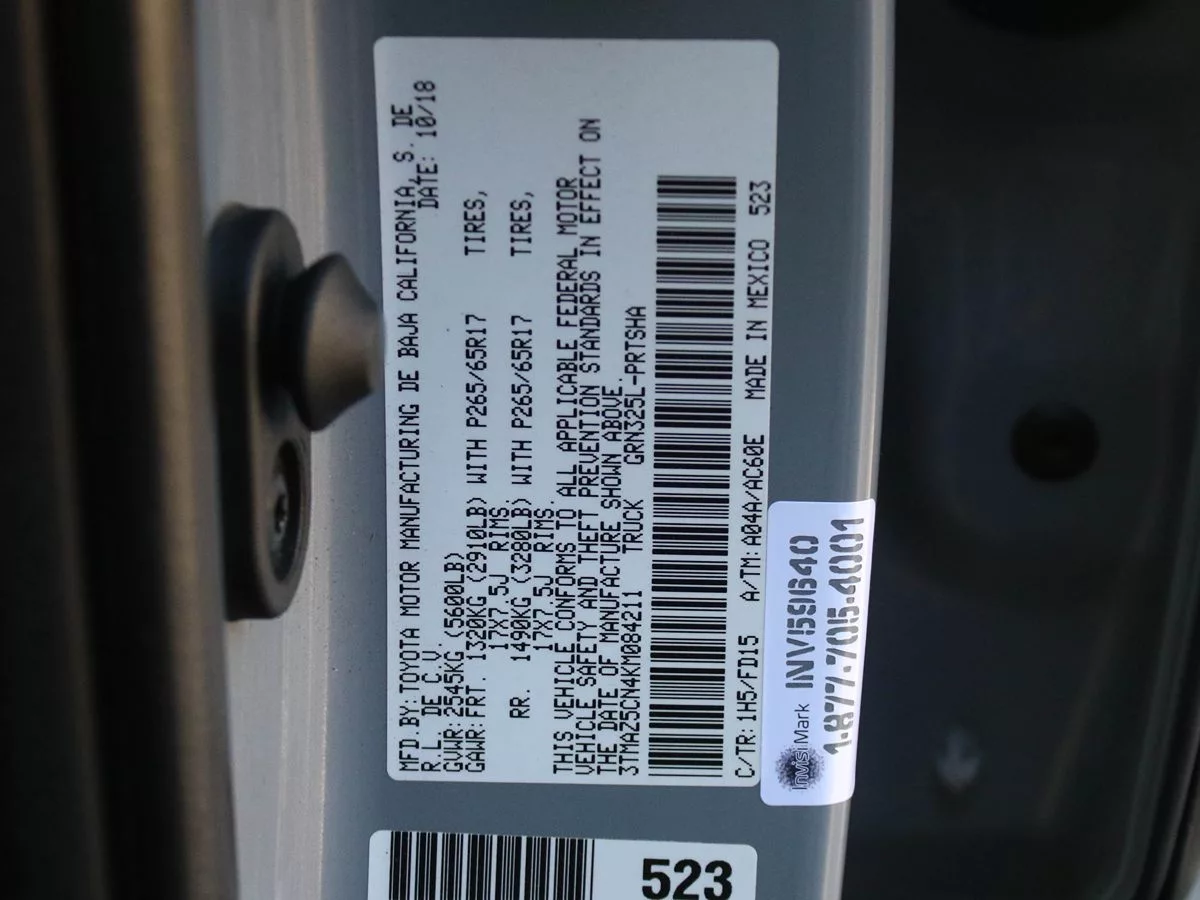 MFD.BY:TOYOTA MOTOR MANUFACTURING DE BAJA CALIFORNIA, S. DE
R.L. DE C.V. DATE: 10/18
GVWR:2545KG (5600LB)
GAWR:FRT. 1320KG (2910LB) WITH P265/65R17 TIRES,
17X7.5J RIMS.
RR. 1490KG (3280LB) WITH P265/65R17 TIRES,
17X7.5J RIMS.
THIS VEHICLE CONFORMS TO ALL APPLICABLE FEDERAL MOTOR
VEHICLE SAFETY AND THEFT PREVENTION STANDARDS IN EFFECT ON
THE DATE OF MANUFACTURE SHOWN ABOVE.
3TMAZ5CN4KM084211 TRUCK GRN325L-PRTSHA
C/TR:1H5/FD15 A/TM:A04A/AC60E MADE IN MEXICO 523
InvisiMark INV59640
1.877.705.4001
523